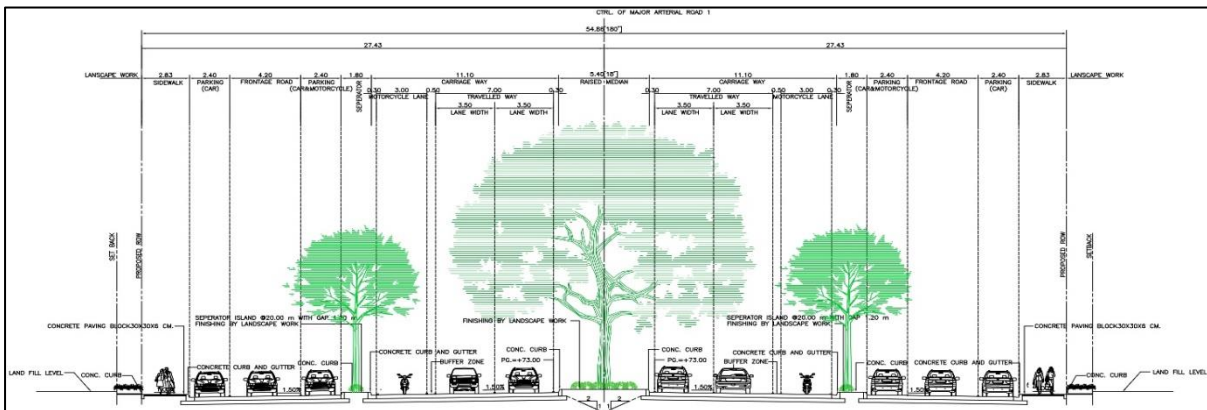 CTRL. OF MAJOR ARTERIAL ROAD 1
54.86[180']
27.43 27.43
LANSCAPE WORK 2.83 2.40 4.20 2.40 1.80 11.10 5.40[18'] 11.10 1.80 2.40 4.20 2.40 2.83 LANSCAPE WORK
SIDEWALK PARKING FRONTAGE ROAD PARKING CARRIAGE WAY RAISED-MEDIAN CARRIAGE WAY PARKING FRONTAGE ROAD PARKING SIDEWALK
(CAR) (CAR&MOTORCYCLE) SEPERATOR SEPERATOR (CAR&MOTORCYCLE) (CAR)
0.30 3.00 0.50 7.00 0.30 0.30 7.00 0.50 3.00 0.30
MOTORCYCLE LANE TRAVELLED WAY TRAVELLED WAY MOTORCYCLE LANE
3.50 3.50 3.50 3.50
LANE WIDTH LANE WIDTH LANE WIDTH LANE WIDTH
SET BACK
PROPOSED ROW
PROPOSED ROW
SETBACK
SEPERATOR ISLAND @20.00 m WITH GAP 1.20 m
FINISHING BY LANDSCAPE WORK
FINISHING BY LANDSCAPE WORK
SEPERATOR ISLAND @20.00 m WITH GAP 1.20 m
FINISHING BY LANDSCAPE WORK
CONCRETE PAVING BLOCK30X30X6 CM.
CONCRETE PAVING BLOCK30X30X6 CM.
CONC. CURB
CONCRETE CURB AND GUTTER
CONC. CURB
PG.=+73.00
CONC. CURB
PG.=+73.00
CONCRETE CURB AND GUTTER
CONC. CURB
CONCRETE CURB AND GUTTER
BUFFER ZONE
BUFFER ZONE
CONCRETE CURB AND GUTTER
CONC. CURB
CONC. CURB
LAND FILL LEVEL
LAND FILL LEVEL
1.50% 1.50% 1.50% 1.50%
2 2
1 1